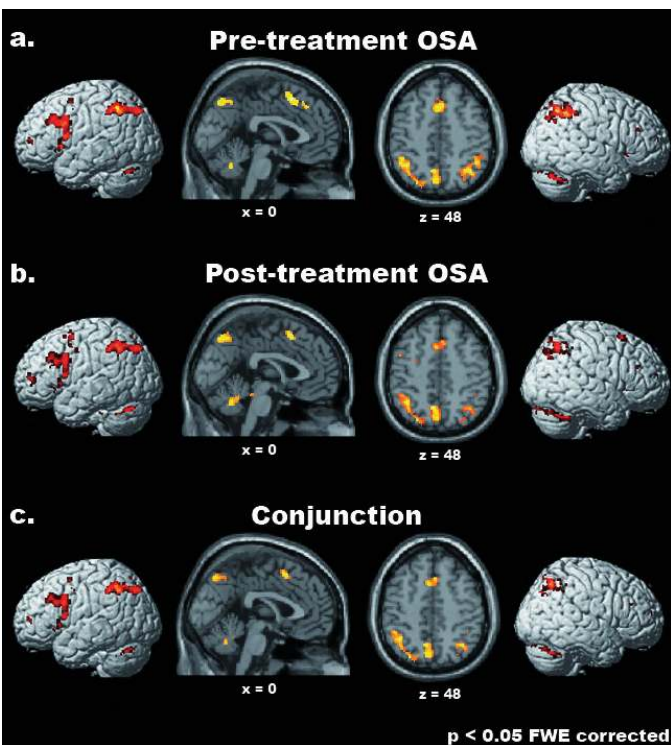 a.
Pre-treatment OSA
x = 0
z = 48
b.
Post-treatment OSA
x = 0
z = 48
c.
Conjunction
x = 0
z = 48
p < 0.05 FWE corrected